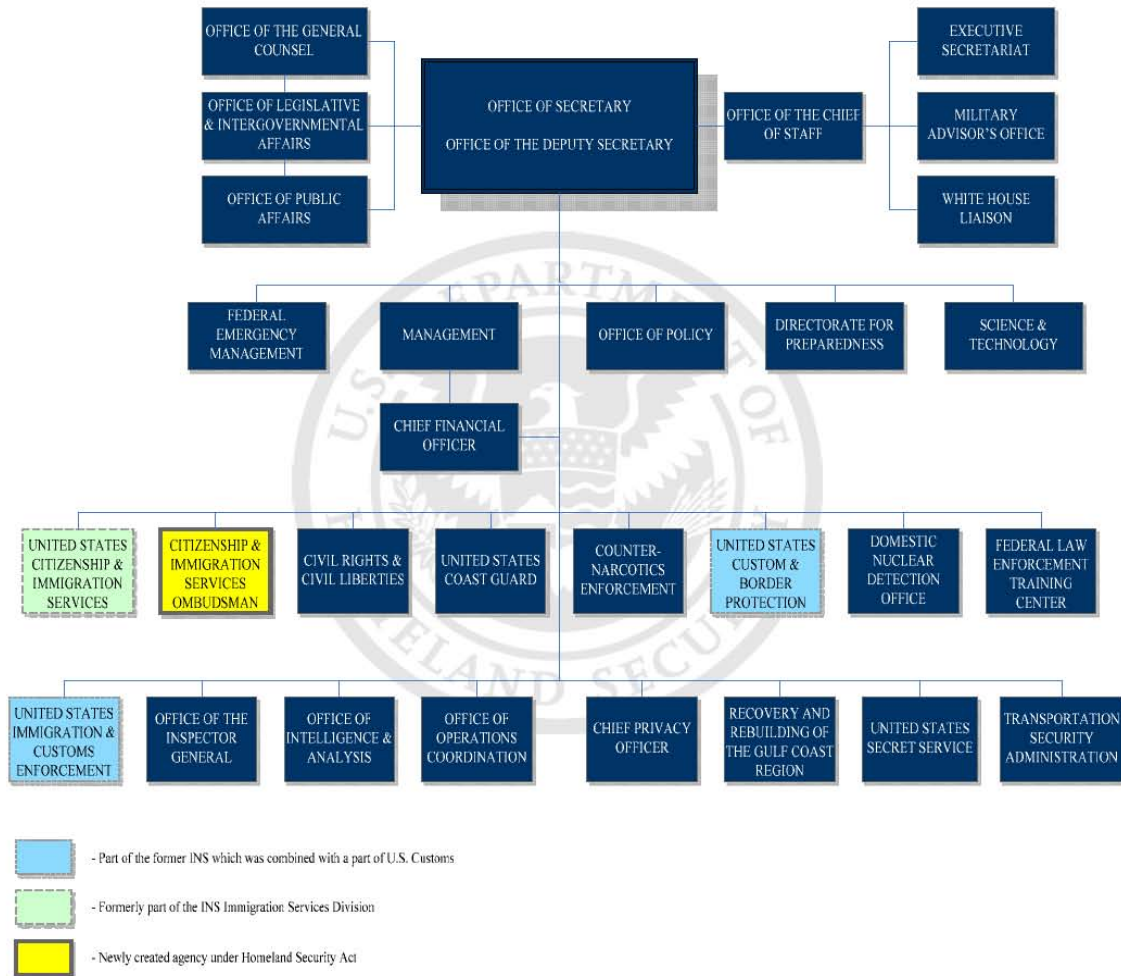 OFFICE OF THE GENERAL
COUNSEL
OFFICE OF LEGISLATIVE
& INTERGOVERNMENTAL
AFFAIRS
OFFICE OF PUBLIC
AFFAIRS
OFFICE OF SECRETARY
OFFICE OF THE DEPUTY SECRETARY
OFFICE OF THE CHIEF
OF STAFF
EXECUTIVE
SECRETARIAT
MILITARY
ADVISOR'S OFFICE
WHITE HOUSE
LIAISON
FEDERAL
EMERGENCY
MANAGEMENT
MANAGEMENT
OFFICE OF POLICY
DIRECTORATE FOR
PREPAREDNESS
SCIENCE &
TECHNOLOGY
CHIEF FINANCIAL
OFFICER
UNITED STATES
CITIZENSHIP &
IMMIGRATION
SERVICES
CITIZENSHIP &
IMMIGRATION
SERVICES
OMBUDSMAN
CIVIL RIGHTS &
CIVIL LIBERTIES
UNITED STATES
COAST GUARD
COUNTER-
NARCOTICS
ENFORCEMENT
UNITED STATES
CUSTOM &
BORDER
PROTECTION
DOMESTIC
NUCLEAR
DETECTION
OFFICE
FEDERAL LAW
ENFORCEMENT
TRAINING
CENTER
UNITED STATES
IMMIGRATION &
CUSTOMS
ENFORCEMENT
OFFICE OF THE
INSPECTOR
GENERAL
OFFICE OF
INTELLIGENCE &
ANALYSIS
OFFICE OF
OPERATIONS
COORDINATION
CHIEF PRIVACY
OFFICER
RECOVERY AND
REBUILDING OF
THE GULF COAST
REGION
UNITED STATES
SECRET SERVICE
TRANSPORTATION
SECURITY
ADMINISTRATION
- Part of the former INS which was combined with a part of U.S. Customs
- Formerly part of the INS Immigration Services Division
- Newly created agency under Homeland Security Act